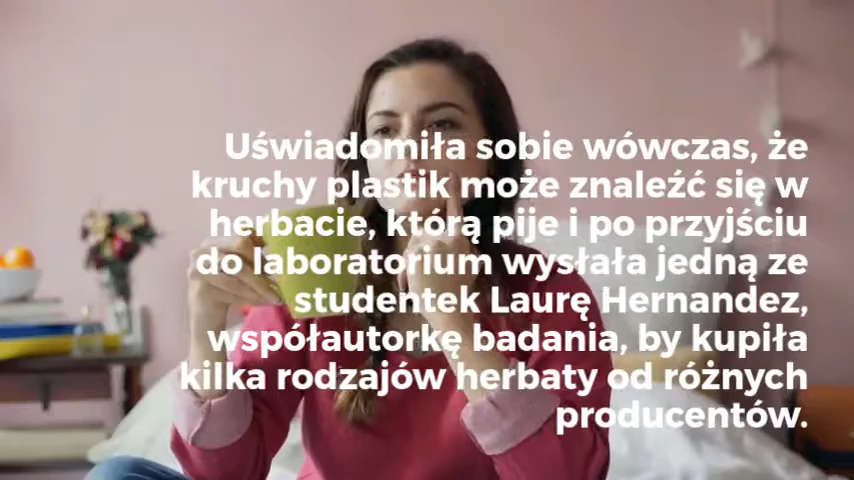 Uświadomiła sobie wówczas, że
kruchy plastik może znaleźć się w
herbacie, którą pije i po przyjściu
do laboratorium wysłała jedną ze
studentek Laurę Hernandez,
współautorkę badania, by kupiła
kilka rodzajów herbaty od różnych
producentów.